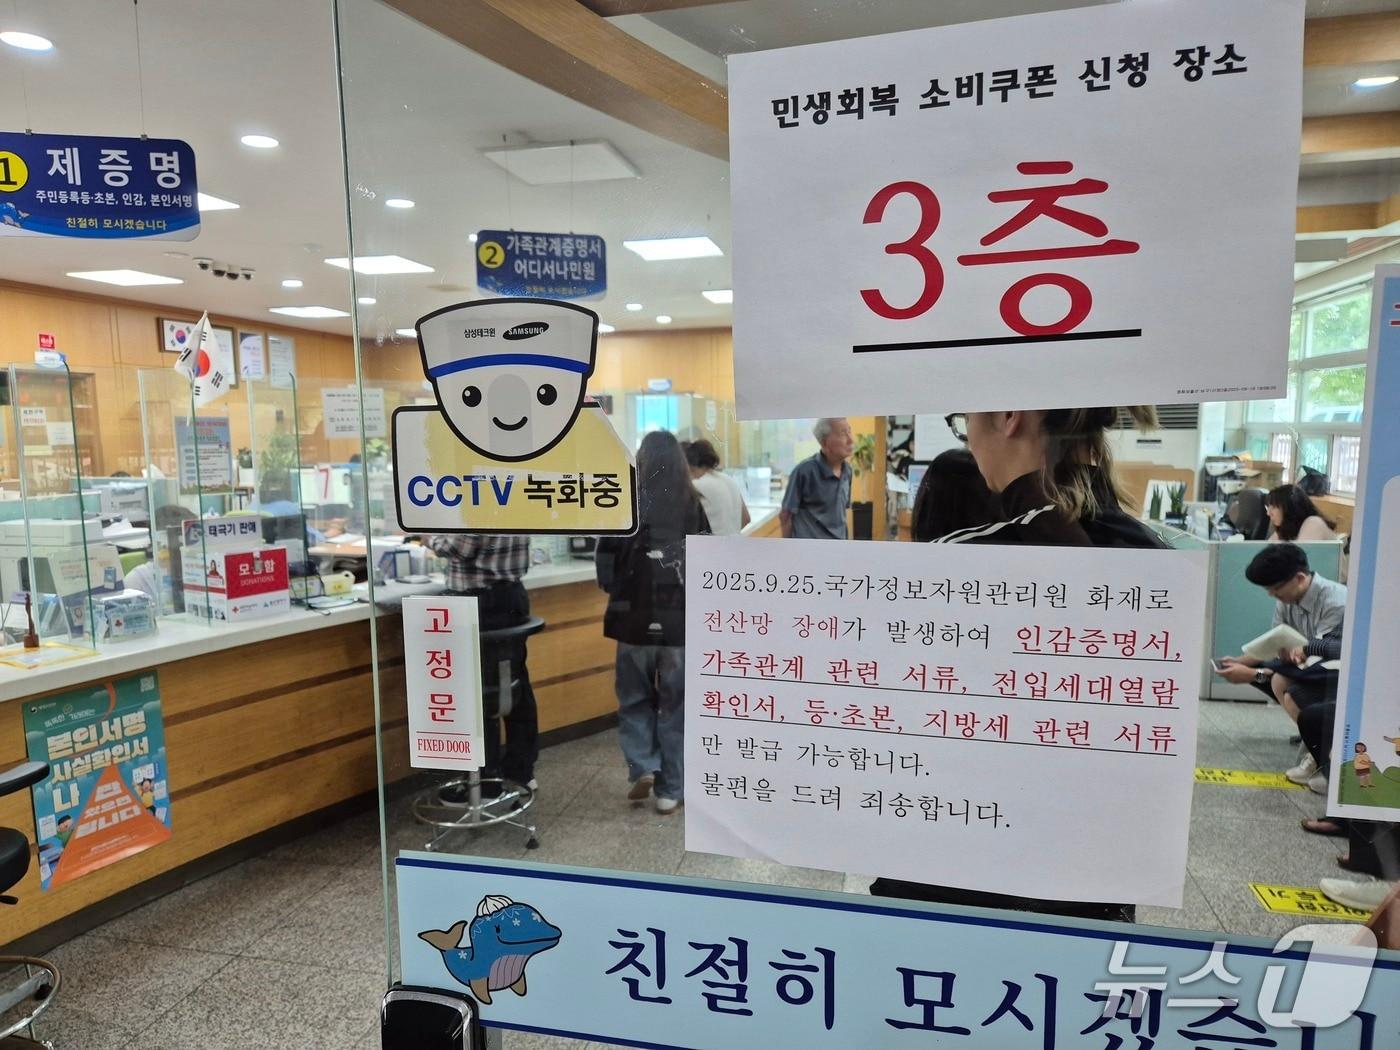 민생회복 소비쿠폰 신청 장소
3층
1
제 증 명
주민등록등·초본, 인감, 본인서명
친절히 모시겠습니다
2
가족관계증명서
어디서나민원
삼성테크윈 SAMSUNG
CCTV 녹화중
7
태국기 판매
모금함
DONATIONS
고
정
문
FIXED DOOR
본인서명
사실확인서
2025.9.25.국가정보자원관리원 화재로
전산망 장애가 발생하여 인감증명서,
가족관계 관련 서류, 전입세대열람
확인서, 등·초본, 지방세 관련 서류
만 발급 가능합니다.
불편을 드려 죄송합니다.
친절히 모시겠습니다
뉴스1